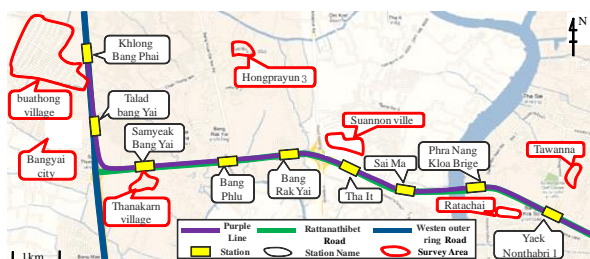 N
Khlong
Bang Phai
Hongprayun 3
buathong
village
Talad
bang Yai
Suannon ville
Samyeak
Bang Yai
Sai Ma
Phra Nang
Kloa Brige
Tawanna
Bangyai
city
Thanakarn
village
Bang
Phlu
Bang
Rak Yai
Tha It
Ratachai
Yaek
Nonthabri 1
Purple
Line
Rattanathibet
Road
Westen outer
ring Road
Station
Station Name
Survey Area
1km